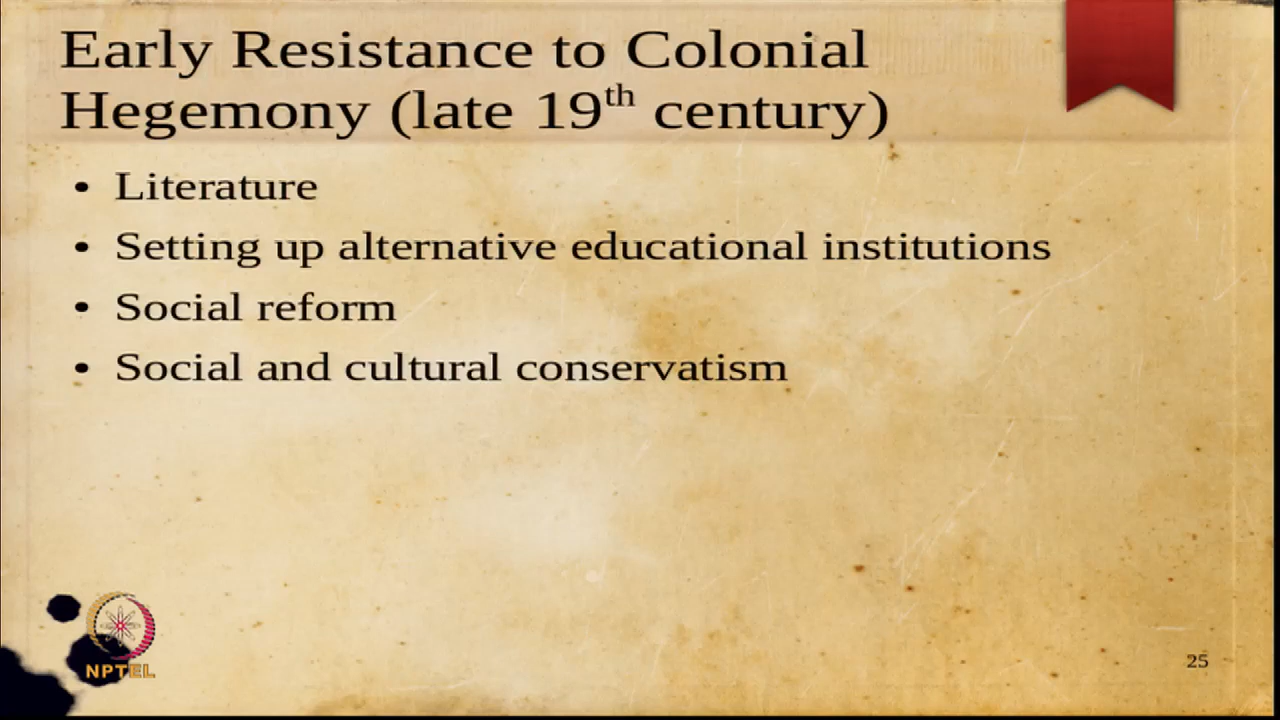 Early Resistance to Colonial
Hegemony (late 19th century)
• Literature
• Setting up alternative educational institutions
• Social reform
• Social and cultural conservatism
NPTEL
25